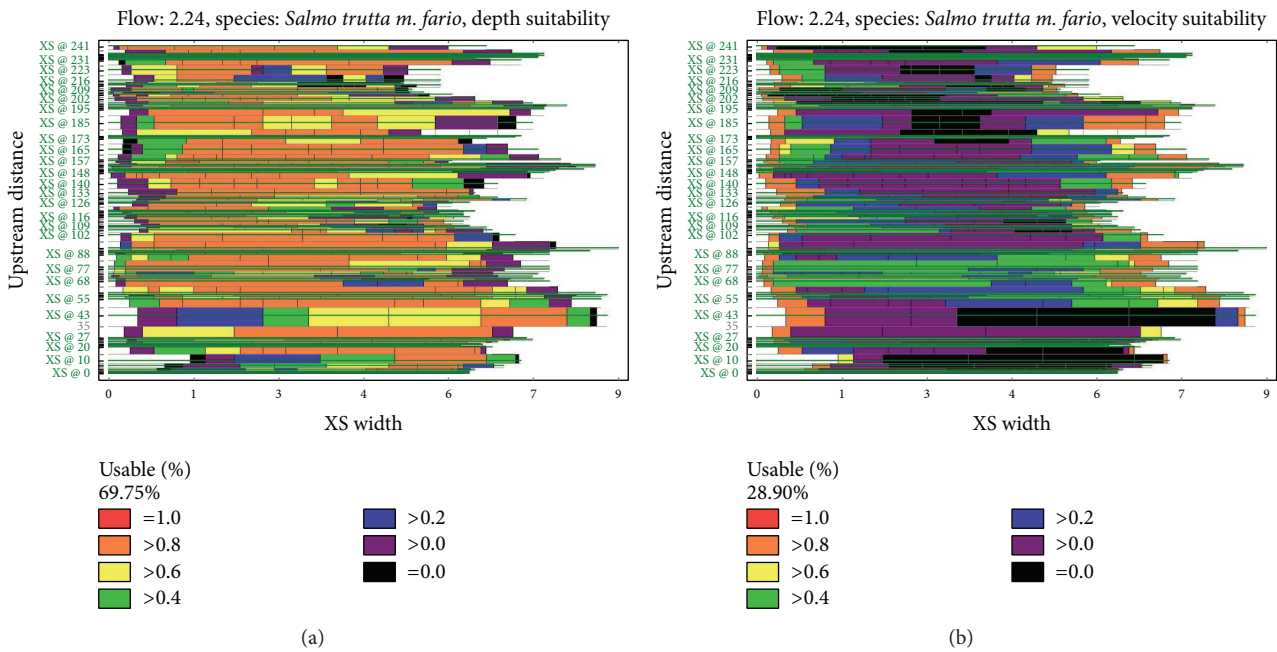 Flow: 2.24, species: Salmo trutta m. fario, depth suitability
Upstream distance
XS @ 241
XS @ 231
XS @ 223
XS @ 216
XS @ 209
XS @ 202
XS @ 195
XS @ 185
XS @ 173
XS @ 165
XS @ 157
XS @ 148
XS @ 140
XS @ 133
XS @ 126
XS @ 116
XS @ 109
XS @ 102
XS @ 88
XS @ 77
XS @ 68
XS @ 55
XS @ 43
35
XS @ 27
XS @ 20
XS @ 10
XS @ 0
0 1 3 4 6 7 9
XS width
Usable (%)
69.75%
=1.0
>0.8
>0.6
>0.4
>0.2
>0.0
=0.0
(a)
Flow: 2.24, species: Salmo trutta m. fario, velocity suitability
Upstream distance
XS @ 241
XS @ 231
XS @ 223
XS @ 216
XS @ 209
XS @ 202
XS @ 195
XS @ 185
XS @ 173
XS @ 165
XS @ 157
XS @ 148
XS @ 140
XS @ 133
XS @ 126
XS @ 116
XS @ 109
XS @ 102
XS @ 88
XS @ 77
XS @ 68
XS @ 55
XS @ 43
35
XS @ 27
XS @ 20
XS @ 10
XS @ 0
0 1 3 4 6 7 9
XS width
Usable (%)
28.90%
=1.0
>0.8
>0.6
>0.4
>0.2
>0.0
=0.0
(b)